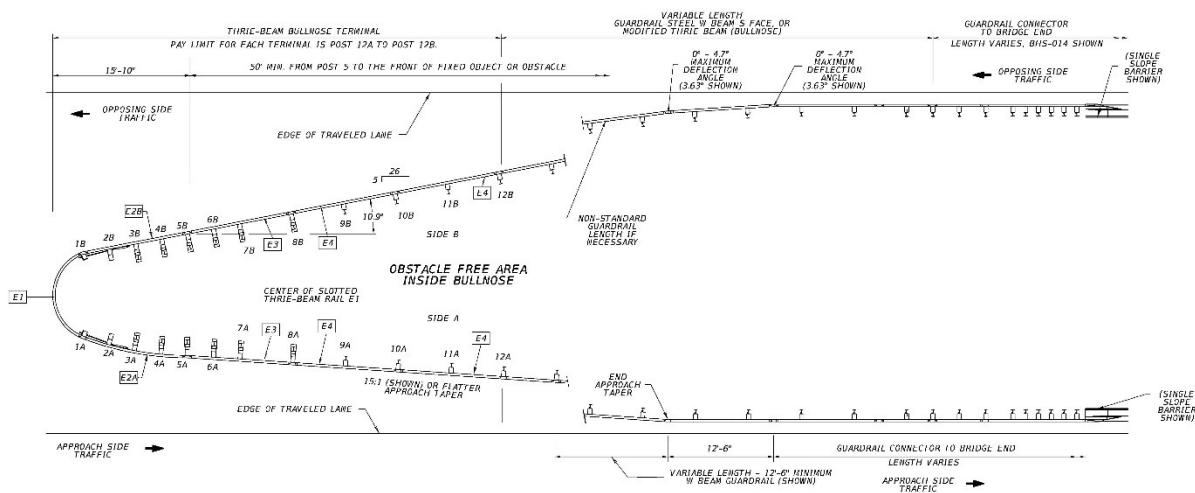 THRIE-BEAM BULLNOSE TERMINAL
PAY LIMIT FOR EACH TERMINAL IS POST 12A TO POST 12B.
VARIABLE LENGTH
GUARDRAIL STEEL W BEAM S FACE, OR
MODIFIED THRIE BEAM (BULLNOSE)
GUARDRAIL CONNECTOR
TO BRIDGE END
LENGTH VARIES, BHS-014 SHOWN
15'-10"
50' MIN. FROM POST 5 TO THE FRONT OF FIXED OBJECT OR OBSTACLE
0° - 4.7°
MAXIMUM
DEFLECTION
ANGLE
(3.63° SHOWN)
0° - 4.7°
MAXIMUM
DEFLECTION
ANGLE
(3.63° SHOWN)
OPPOSING SIDE
TRAFFIC
(SINGLE
SLOPE
BARRIER
SHOWN)
OPPOSING SIDE
TRAFFIC
EDGE OF TRAVELED LANE
26
5
E4
12B
11B
10B
10.9°
9B
E4
8B
E3
7B
6B
5B
4B
3B
2B
1B
E2B
SIDE B
NON-STANDARD
GUARDRAIL
LENGTH IF
NECESSARY
OBSTACLE FREE AREA
INSIDE BULLNOSE
E1
CENTER OF SLOTTED
THRIE-BEAM RAIL E1
SIDE A
1A
2A
3A
4A
5A
6A
7A
E3
8A
E4
9A
10A
11A
E4
12A
E2A
15:1 (SHOWN) OR FLATTER
APPROACH TAPER
END
APPROACH
TAPER
(SINGLE
SLOPE
BARRIER
SHOWN)
EDGE OF TRAVELED LANE
APPROACH SIDE
TRAFFIC
12'-6"
GUARDRAIL CONNECTOR TO BRIDGE END
LENGTH VARIES
VARIABLE LENGTH - 12'-6" MINIMUM
W BEAM GUARDRAIL (SHOWN)
APPROACH SIDE
TRAFFIC